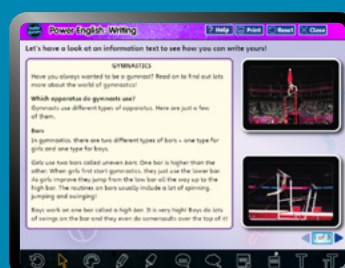 Power English: Writing
? Help
Print
Reset
Close
Let's have a look at an information text to see how you can write yours!
GYMNASTICS
Have you always wanted to be a gymnast? Read on to find out lots
more about the world of gymnastics!
Which apparatus do gymnasts use?
Gymnasts use different types of apparatus. Here are just a few
of them.
Bars
In gymnastics, there are two different types of bars – one type for
girls and one type for boys.
Girls use two bars called uneven bars. One bar is higher than the
other. When girls first start gymnastics, they just use the lower bar.
As girls improve they jump from the low bar all the way up to the
high bar. The routines on bars usually include a lot of spinning,
jumping and swinging!
Boys work on one bar called a high bar. It is very high! Boys do lots
of swings on the bar and they even do somersaults over the top of it!